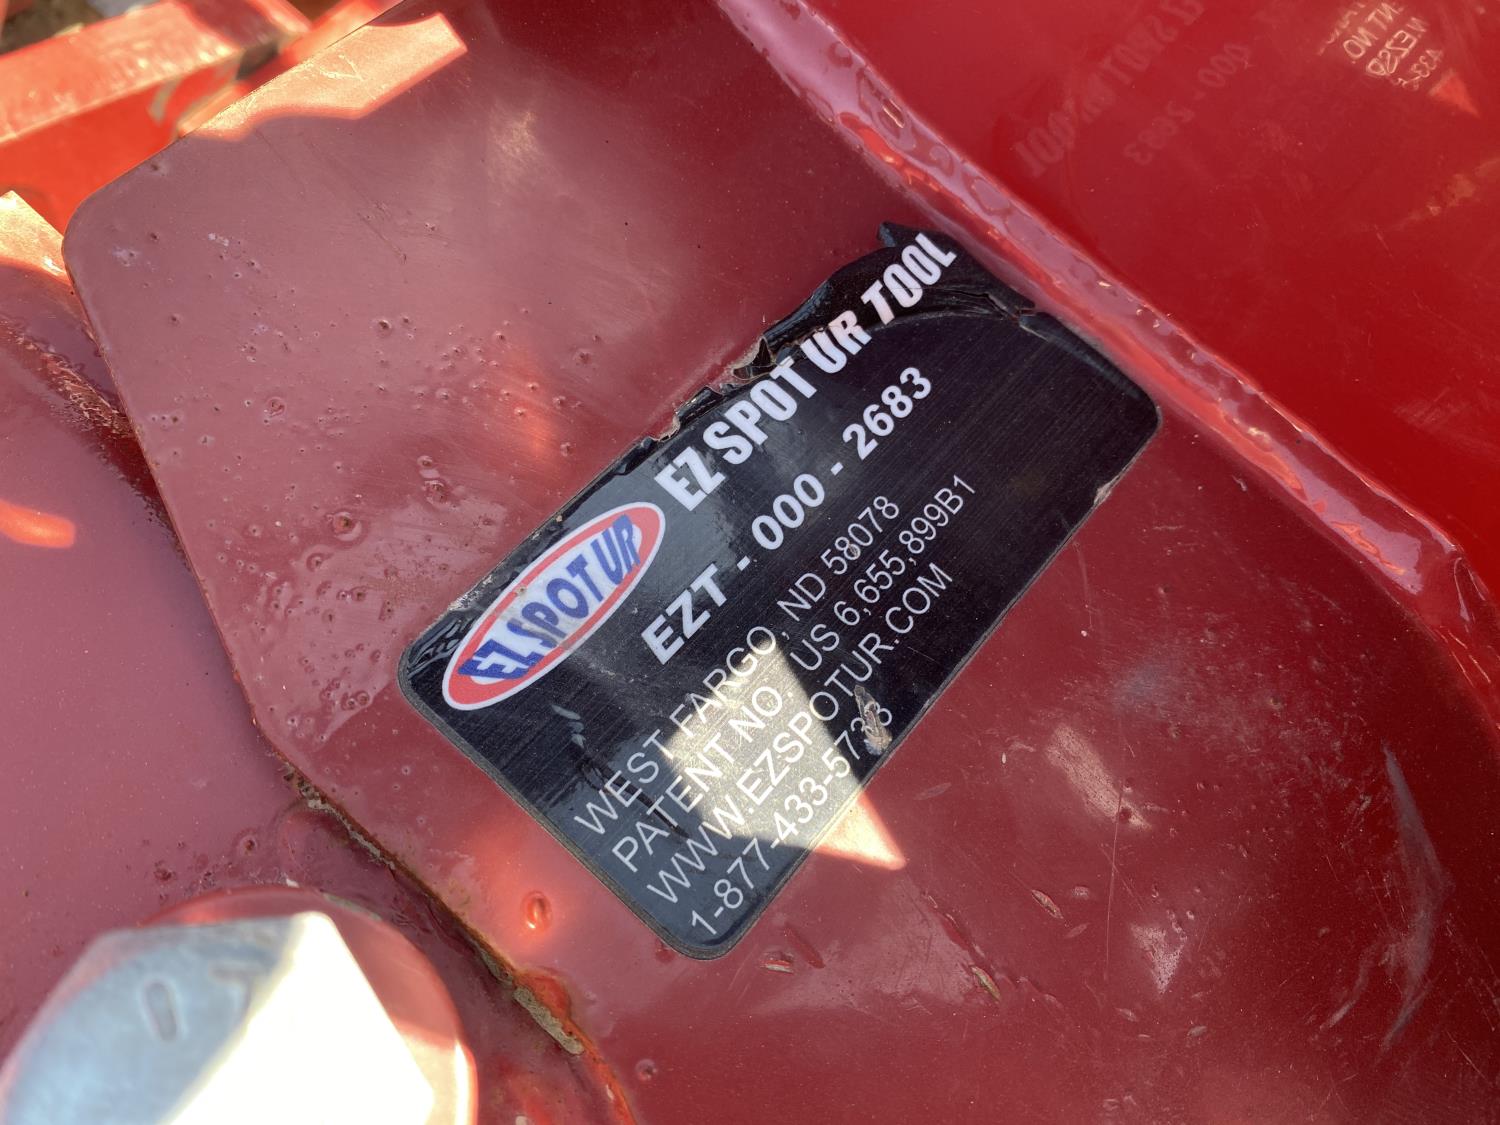 EZ SPOT UR TOOL
EZT - 000 - 2683
EZ SPOT UR
WEST FARGO, ND 58078
PATENT NO. US 6,655,899B1
WWW.EZSPOTUR.COM
1-877-433-5733